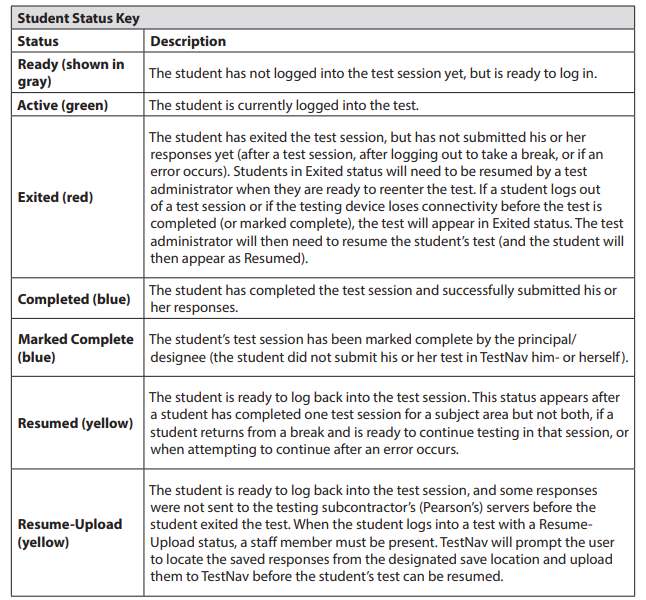 Student Status Key
Status
Description
Ready (shown in
gray)
The student has not logged into the test session yet, but is ready to log in.
Active (green)
The student is currently logged into the test.
Exited (red)
The student has exited the test session, but has not submitted his or her
responses yet (after a test session, after logging out to take a break, or if an
error occurs). Students in Exited status will need to be resumed by a test
administrator when they are ready to reenter the test. If a student logs out
of a test session or if the testing device loses connectivity before the test is
completed (or marked complete), the test will appear in Exited status. The test
administrator will then need to resume the student's test (and the student will
then appear as Resumed).
Completed (blue)
The student has completed the test session and successfully submitted his or
her responses.
Marked Complete
(blue)
The student's test session has been marked complete by the principal/
designee (the student did not submit his or her test in TestNav him- or herself).
Resumed (yellow)
The student is ready to log back into the test session. This status appears after
a student has completed one test session for a subject area but not both, if a
student returns from a break and is ready to continue testing in that session, or
when attempting to continue after an error occurs.
Resume-Upload
(yellow)
The student is ready to log back into the test session, and some responses
were not sent to the testing subcontractor's (Pearson's) servers before the
student exited the test. When the student logs into a test with a Resume-
Upload status, a staff member must be present. TestNav will prompt the user
to locate the saved responses from the designated save location and upload
them to TestNav before the student's test can be resumed.